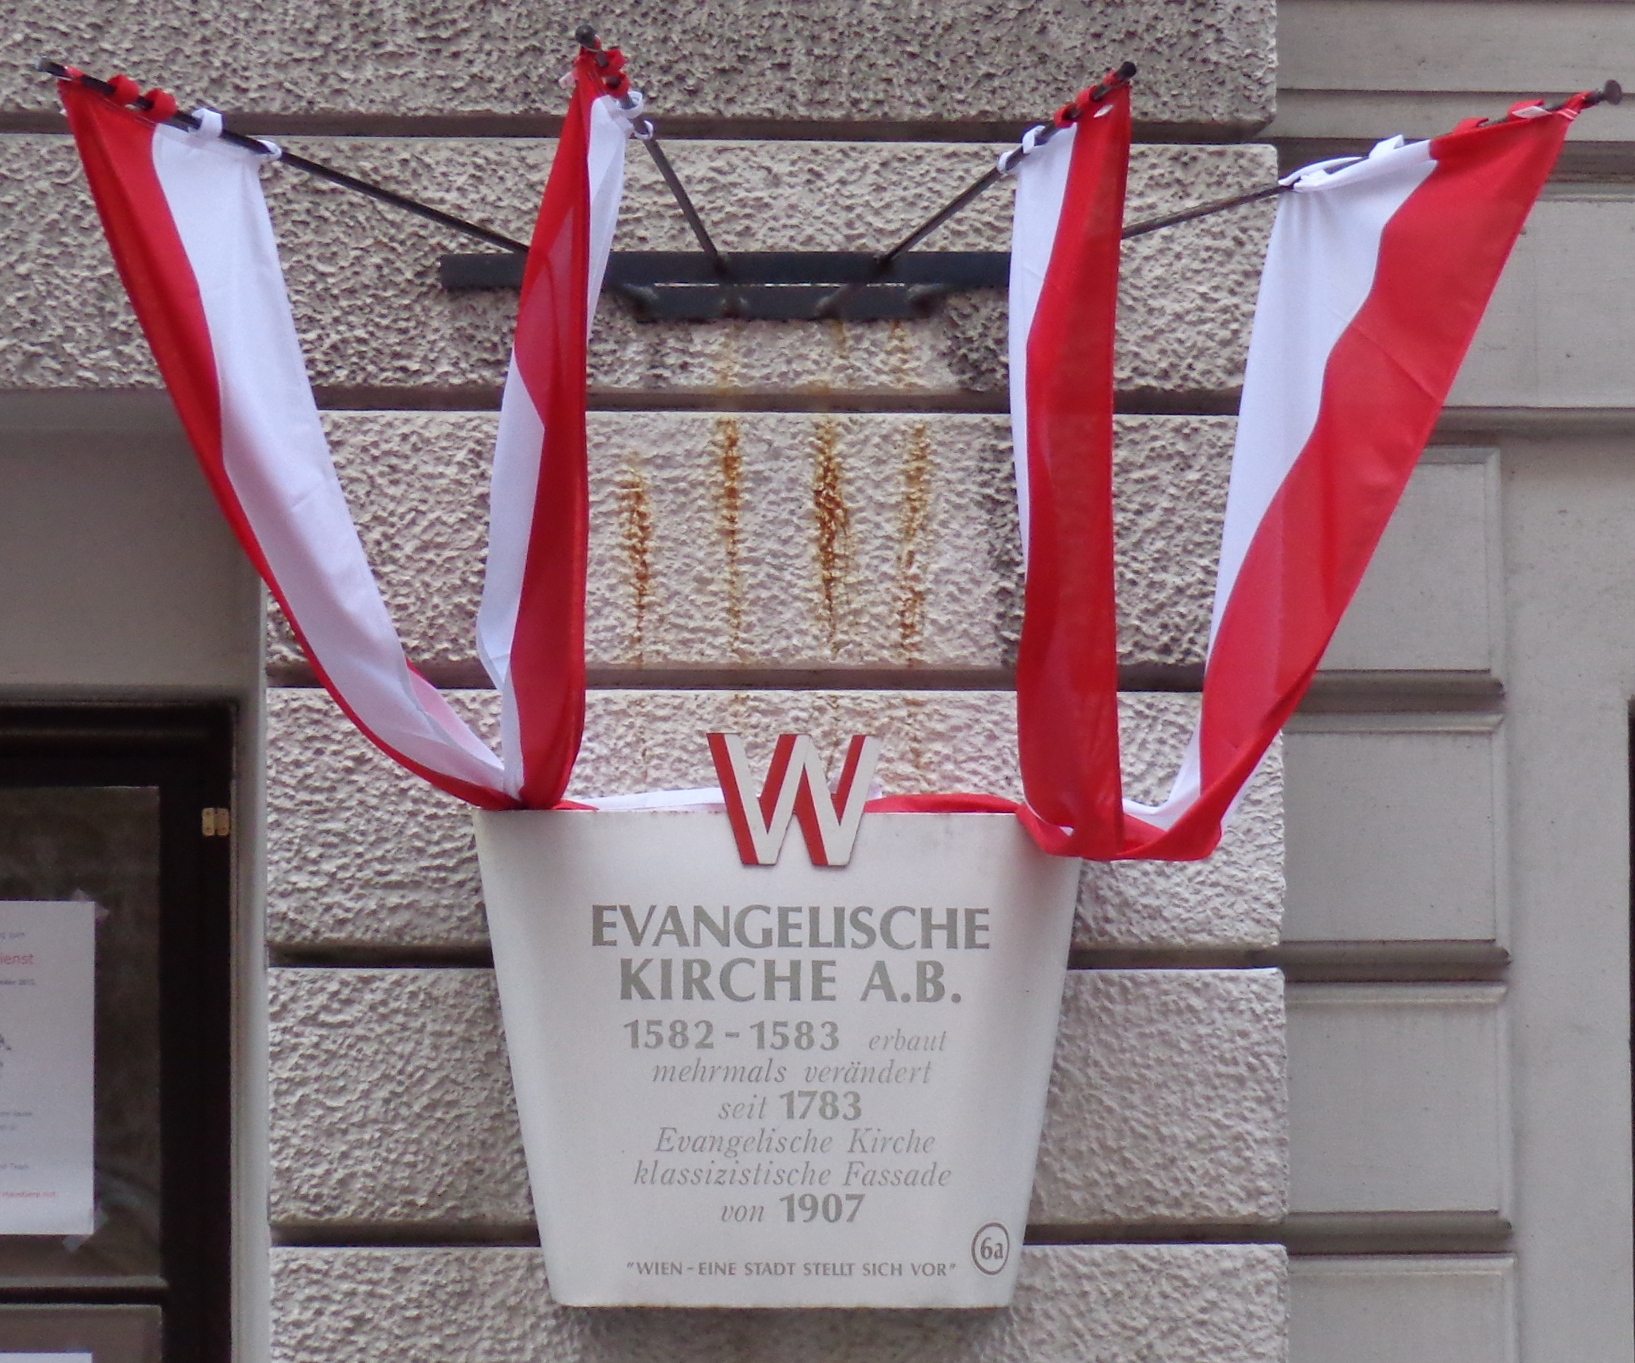 W
EVANGELISCHE
KIRCHE A.B.
1582 - 1583 erbaut
mehrmals verändert
seit 1783
Evangelische Kirche
klassizistische Fassade
von 1907
6a
"WIEN - EINE STADT STELLT SICH VOR"